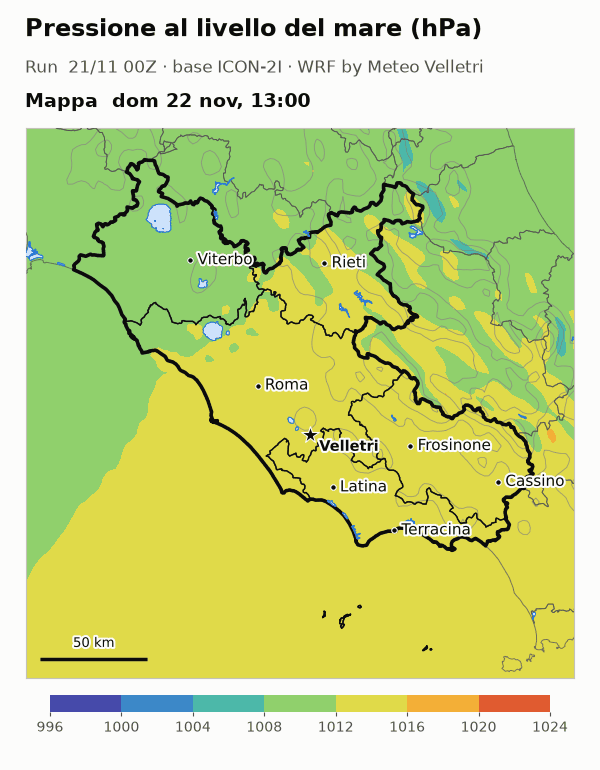 Pressione al livello del mare (hPa)
Run  21/11 00Z · base ICON-2I · WRF by Meteo Velletri
Mappa  dom 22 nov, 13:00
Viterbo
Rieti
Roma
Velletri
Frosinone
Cassino
Latina
Terracina
50 km
996 1000 1004 1008 1012 1016 1020 1024